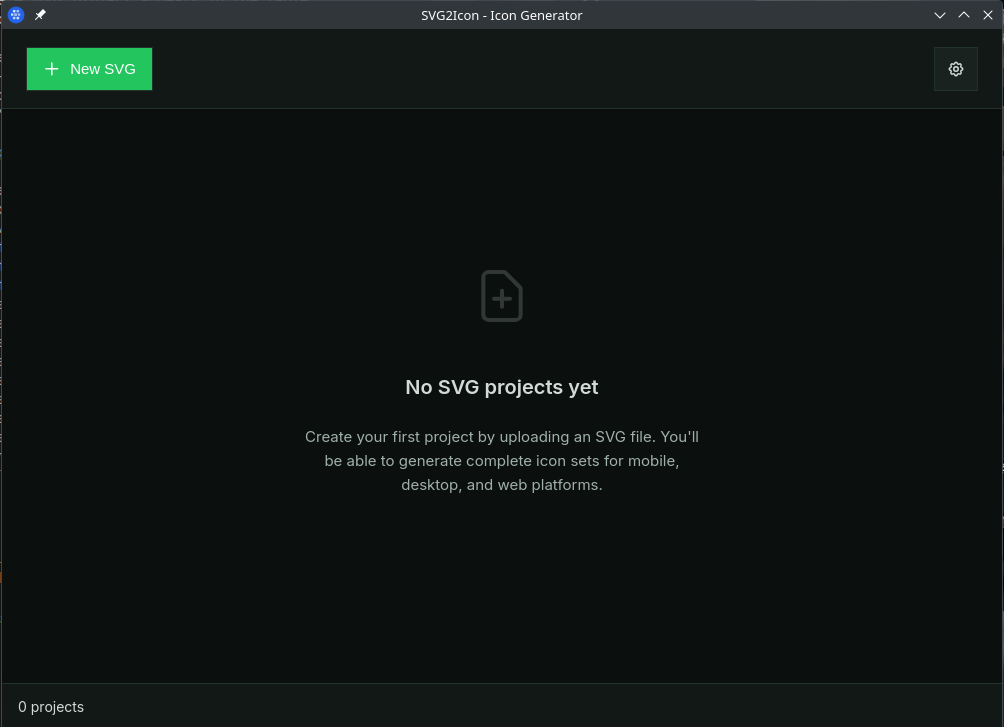 SVG2Icon - Icon Generator
New SVG
No SVG projects yet
Create your first project by uploading an SVG file. You'll
be able to generate complete icon sets for mobile,
desktop, and web platforms.
0 projects